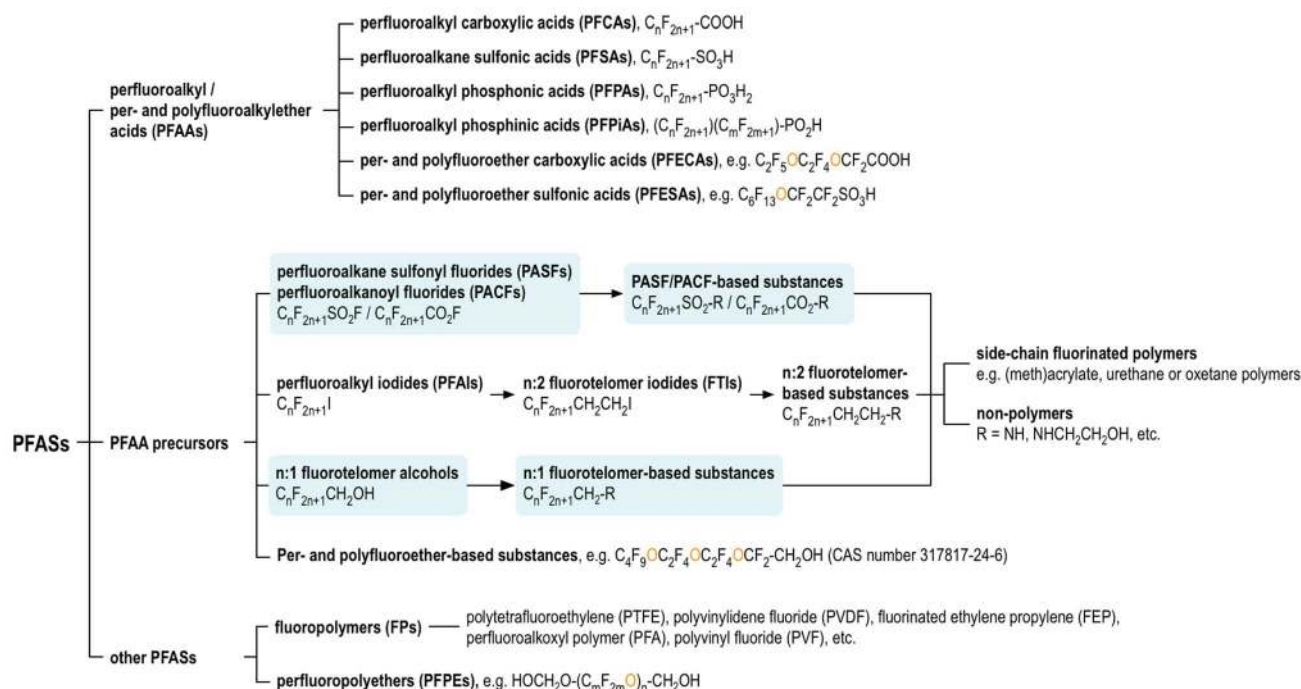 perfluoroalkyl carboxylic acids (PFCAs), CₙF₂ₙ₊₁-COOH
perfluoroalkane sulfonic acids (PFSAs), CₙF₂ₙ₊₁-SO₃H
perfluoroalkyl phosphonic acids (PFPAs), CₙF₂ₙ₊₁-PO₃H₂
perfluoroalkyl phosphinic acids (PFPiAs), (CₙF₂ₙ₊₁)(CₘF₂ₘ₊₁)-PO₂H
per- and polyfluoroether carboxylic acids (PFECAs), e.g. C₂F₅OC₂F₄OCF₂COOH
per- and polyfluoroether sulfonic acids (PFESAs), e.g. C₆F₁₃OCF₂CF₂SO₃H
perfluoroalkyl /
per- and polyfluoroalkylether
acids (PFAAs)
perfluoroalkane sulfonyl fluorides (PASFs)
perfluoroalkanoyl fluorides (PACFs)
CₙF₂ₙ₊₁SO₂F / CₙF₂ₙ₊₁CO₂F
PASF/PACF-based substances
CₙF₂ₙ₊₁SO₂-R / CₙF₂ₙ₊₁CO₂-R
perfluoroalkyl iodides (PFAIs)
CₙF₂ₙ₊₁I
n:2 fluorotelomer iodides (FTIs)
CₙF₂ₙ₊₁CH₂CH₂I
n:2 fluorotelomer-
based substances
CₙF₂ₙ₊₁CH₂CH₂-R
side-chain fluorinated polymers
e.g. (meth)acrylate, urethane or oxetane polymers
non-polymers
R = NH, NHCH₂CH₂OH, etc.
PFASs
PFAA precursors
n:1 fluorotelomer alcohols
CₙF₂ₙ₊₁CH₂OH
n:1 fluorotelomer-based substances
CₙF₂ₙ₊₁CH₂-R
Per- and polyfluoroether-based substances, e.g. C₄F₉OC₂F₄OC₂F₄OCF₂-CH₂OH (CAS number 317817-24-6)
other PFASs
fluoropolymers (FPs)
polytetrafluoroethylene (PTFE), polyvinylidene fluoride (PVDF), fluorinated ethylene propylene (FEP),
perfluoroalkoxyl polymer (PFA), polyvinyl fluoride (PVF), etc.
perfluoropolyethers (PFPEs), e.g. HOCH₂O-(CₘF₂ₘO)ₙ-CH₂OH